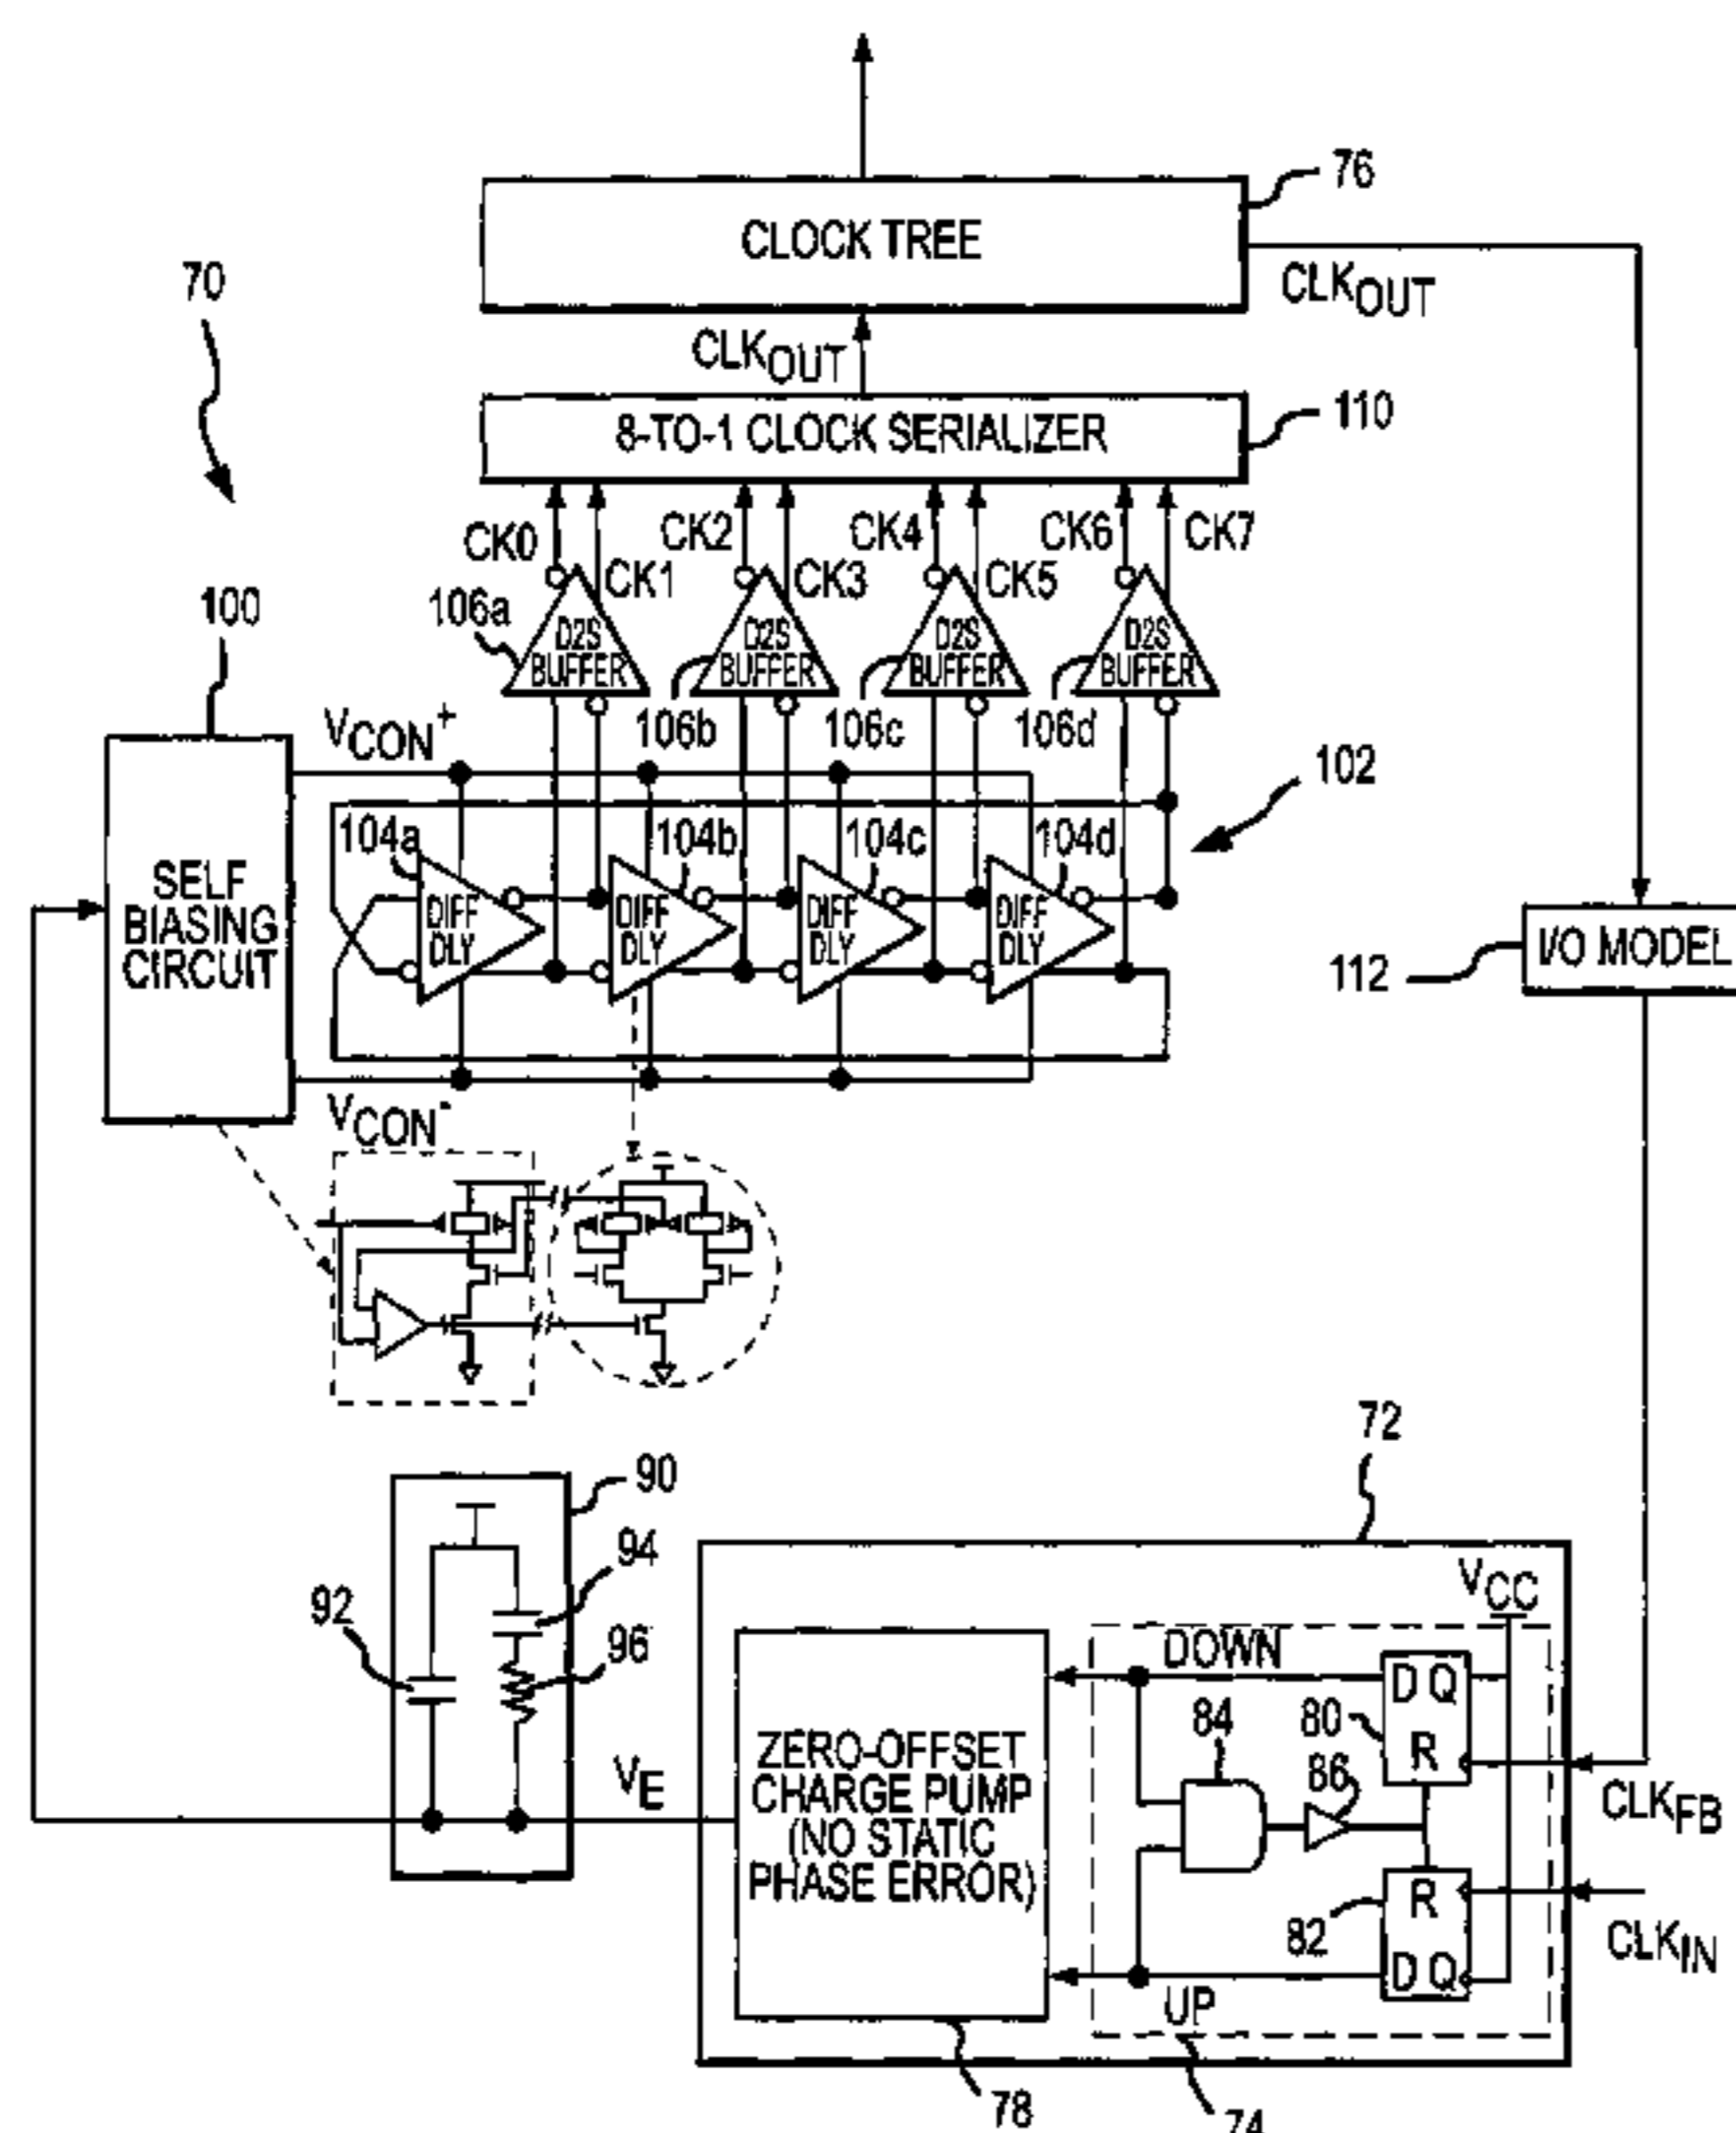 76
CLOCK TREE
70
CLKOUT
CLKOUT
110
8-TO-1 CLOCK SERIALIZER
CK0
CK1
CK2
CK3
CK4
CK5
CK6
CK7
100
106a
D2S
BUFFER
D2S
BUFFER
D2S
BUFFER
D2S
BUFFER
106b
106c
106d
VCON+
102
104a
104b
104c
104d
SELF
BIASING
CIRCUIT
DIFF
DLY
DIFF
DLY
DIFF
DLY
DIFF
DLY
I/O MODEL
112
VCON-
72
90
94
92
96
VCC
DOWN
84
80
D Q
R
86
ZERO-OFFSET
CHARGE PUMP
(NO STATIC
PHASE ERROR)
VE
CLKFB
R
82
D Q
CLKIN
UP
78
74